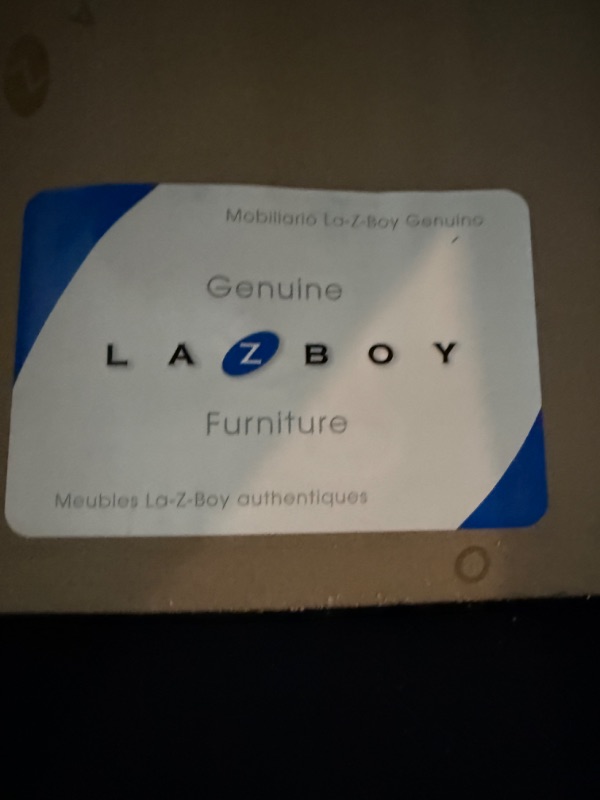 Mobiliario La-Z-Boy Genuino
Genuine
LAZBOY
Furniture
Meubles La-Z-Boy authentiques